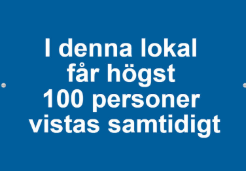 I denna lokal
får högst
100 personer
vistas samtidigt